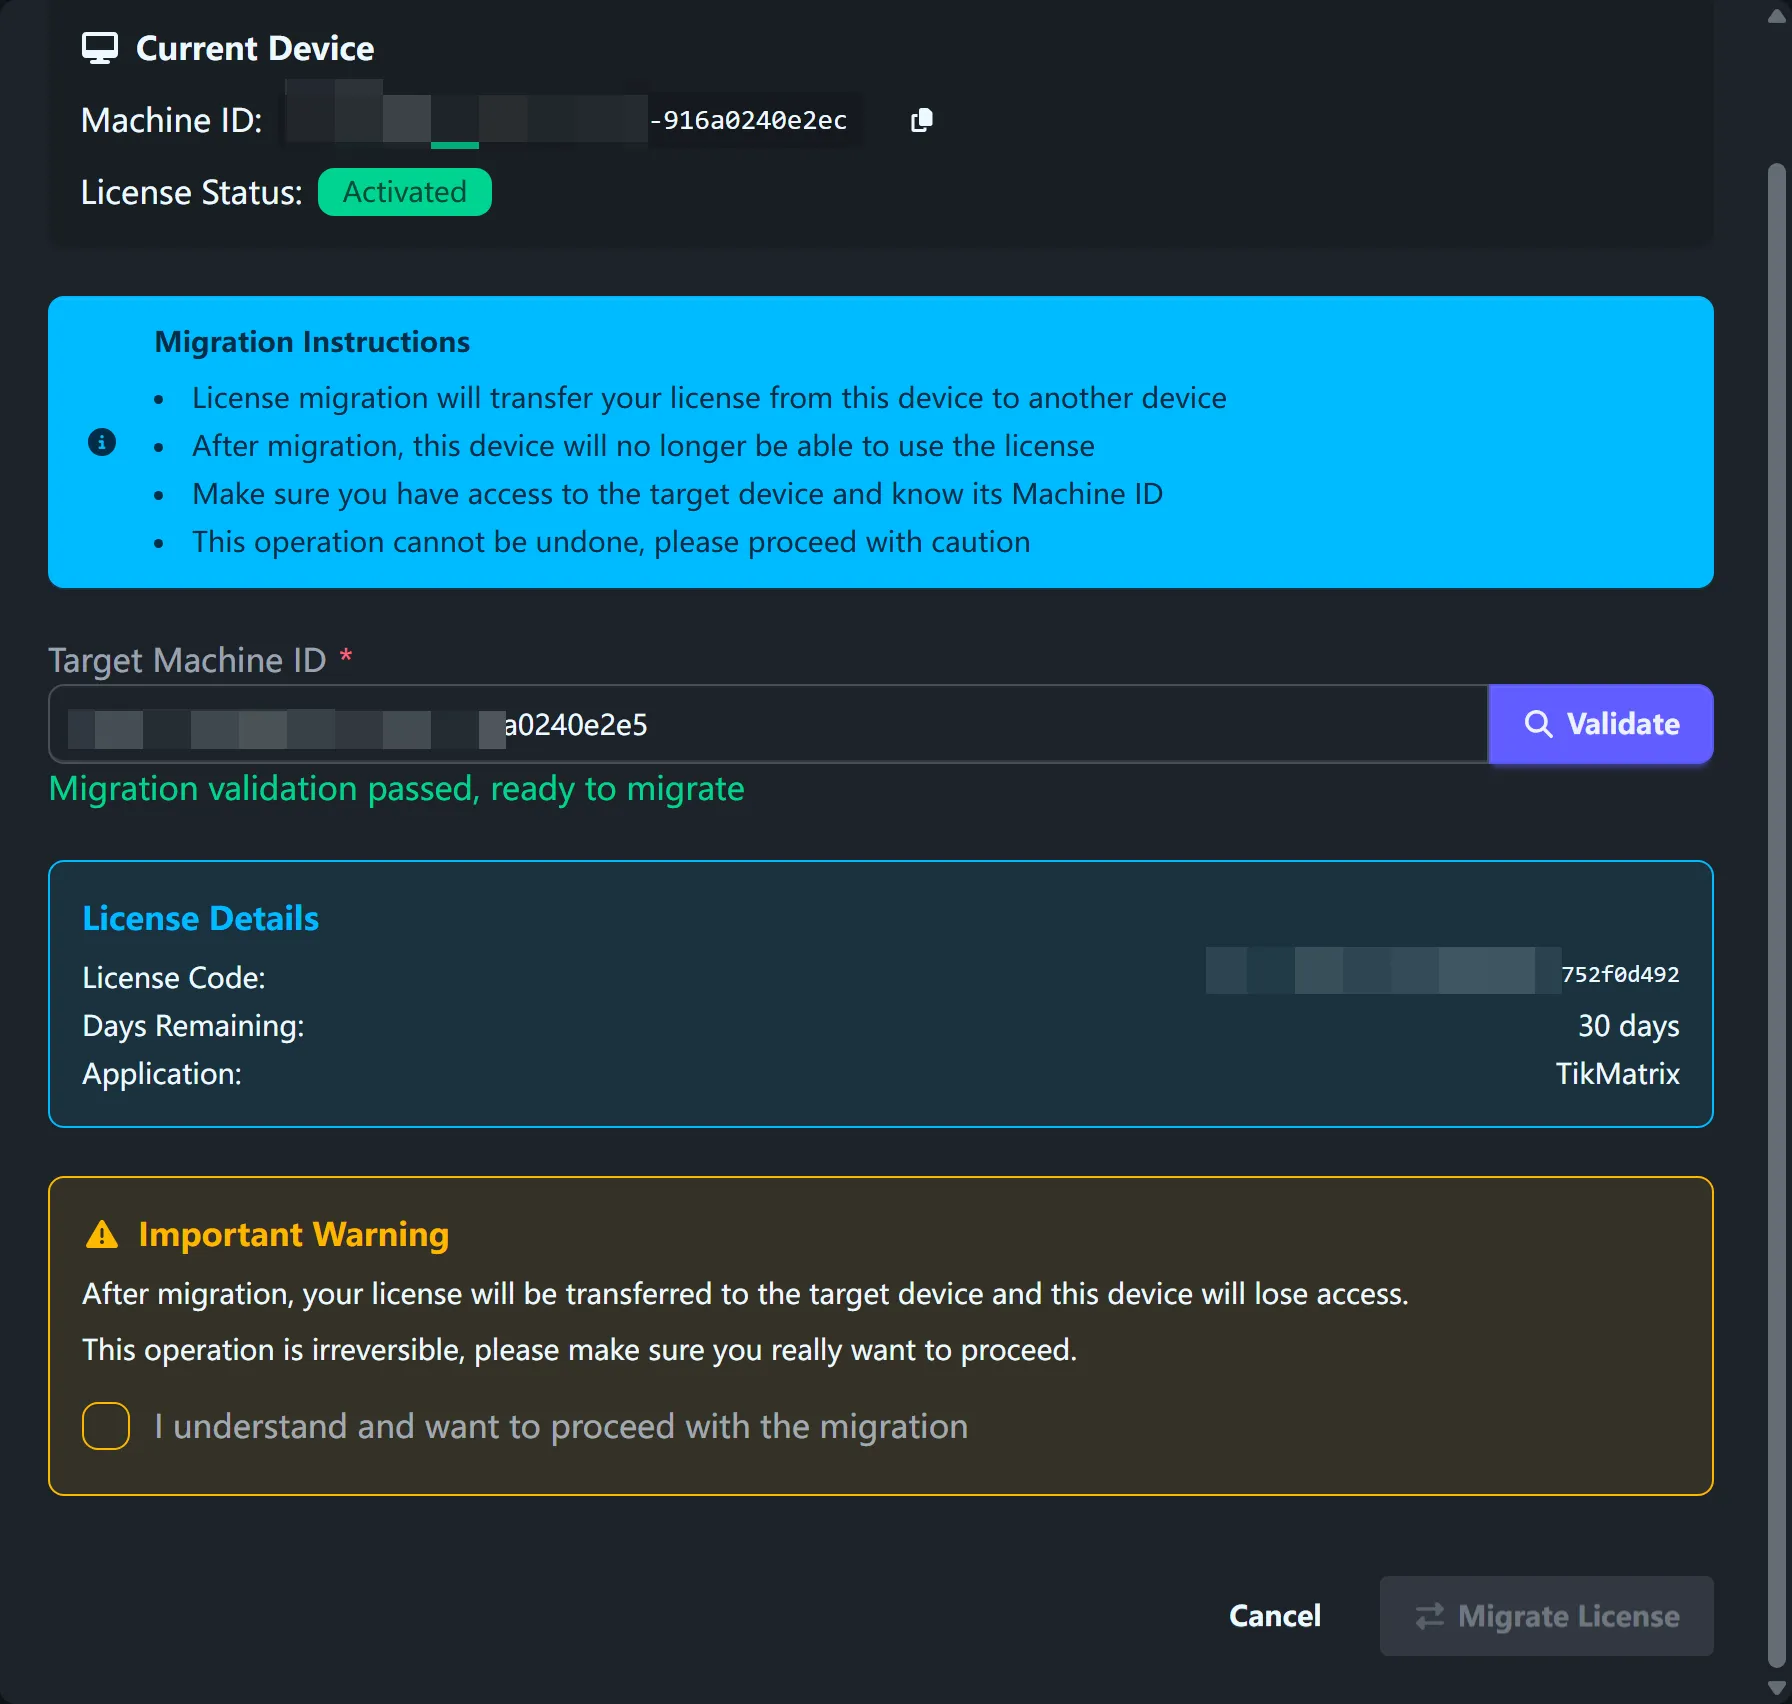 Current Device
Machine ID: -916a0240e2ec
License Status: Activated
Migration Instructions
• License migration will transfer your license from this device to another device
• After migration, this device will no longer be able to use the license
• Make sure you have access to the target device and know its Machine ID
• This operation cannot be undone, please proceed with caution
Target Machine ID *
a0240e2e5
Validate
Migration validation passed, ready to migrate
License Details
License Code: 752f0d492
Days Remaining: 30 days
Application: TikMatrix
Important Warning
After migration, your license will be transferred to the target device and this device will lose access.
This operation is irreversible, please make sure you really want to proceed.
I understand and want to proceed with the migration
Cancel
Migrate License